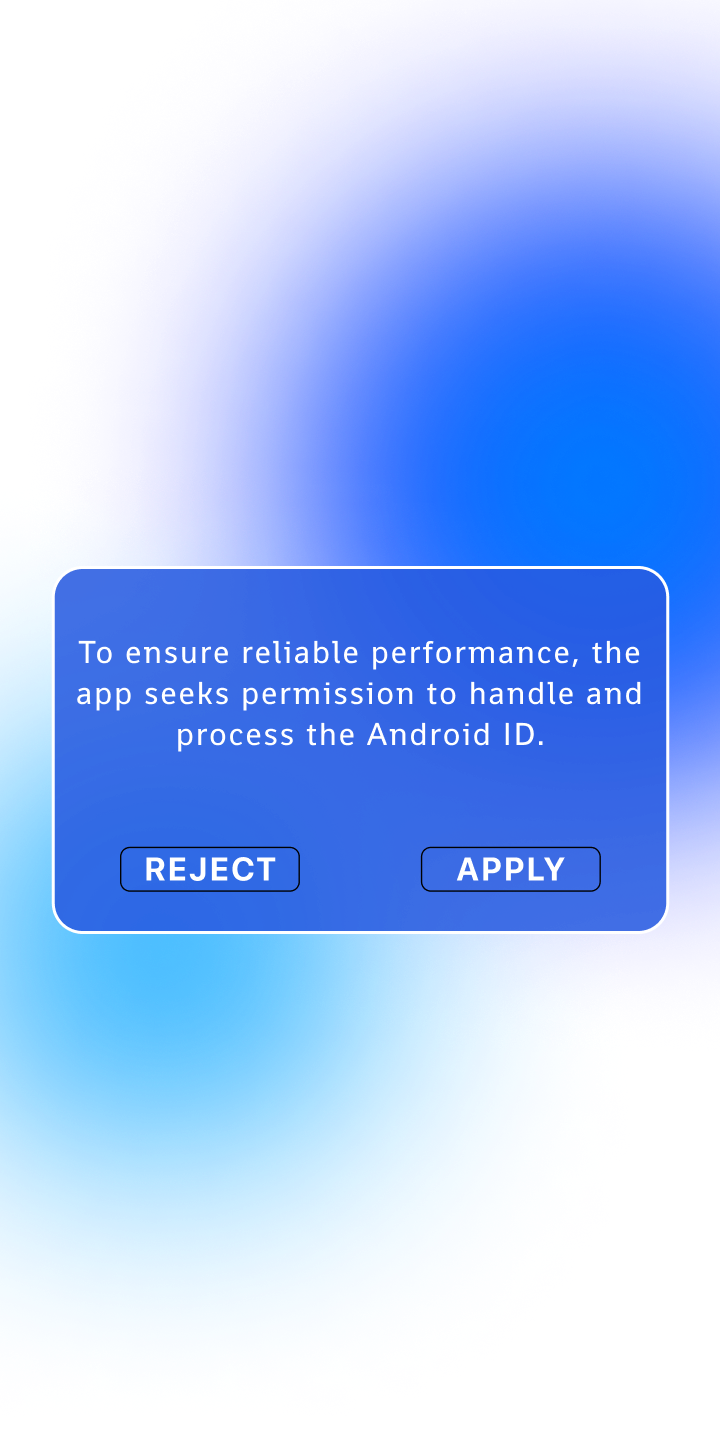 To ensure reliable performance, the
app seeks permission to handle and
process the Android ID.
REJECT
APPLY